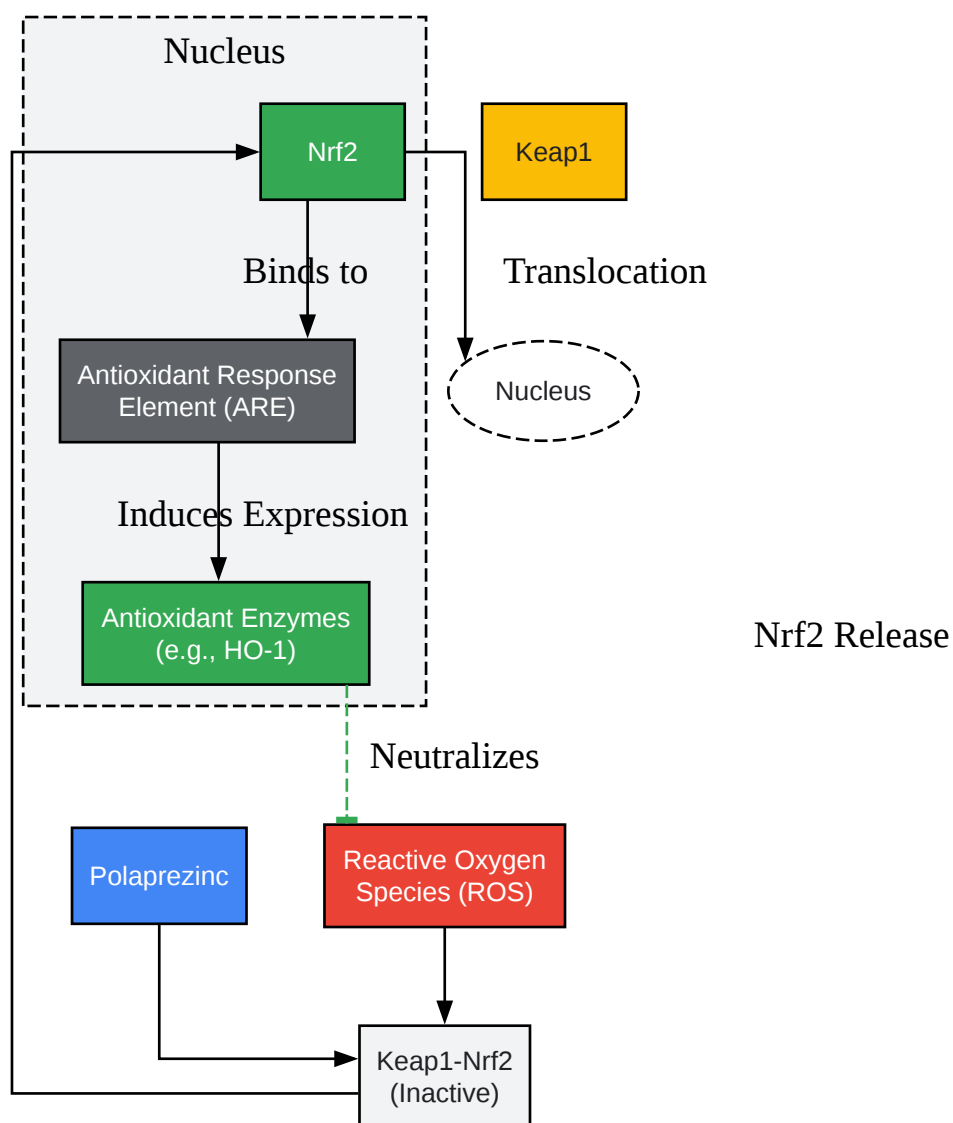 Nucleus
Nrf2
Keap1
Binds to
Translocation
Antioxidant Response
Element (ARE)
Nucleus
Induces Expression
Antioxidant Enzymes
(e.g., HO-1)
Nrf2 Release
Neutralizes
Polaprezinc
Reactive Oxygen
Species (ROS)
Keap1-Nrf2
(Inactive)